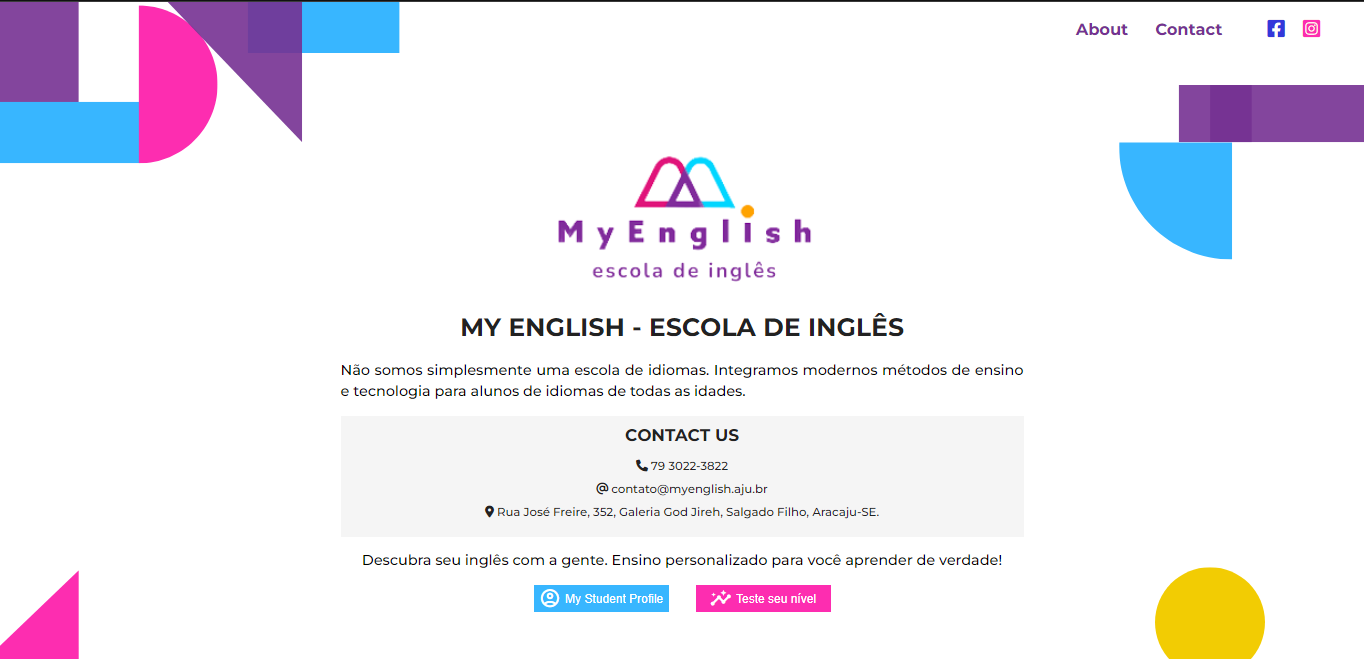 About Contact
MyEnglish
escola de inglês
MY ENGLISH - ESCOLA DE INGLÊS
Não somos simplesmente uma escola de idiomas. Integramos modernos métodos de ensino
e tecnologia para alunos de idiomas de todas as idades.
CONTACT US
79 3022-3822
contato@myenglish.aju.br
Rua José Freire, 352, Galeria God Jireh, Salgado Filho, Aracaju-SE.
Descubra seu inglês com a gente. Ensino personalizado para você aprender de verdade!
My Student Profile Teste seu nível